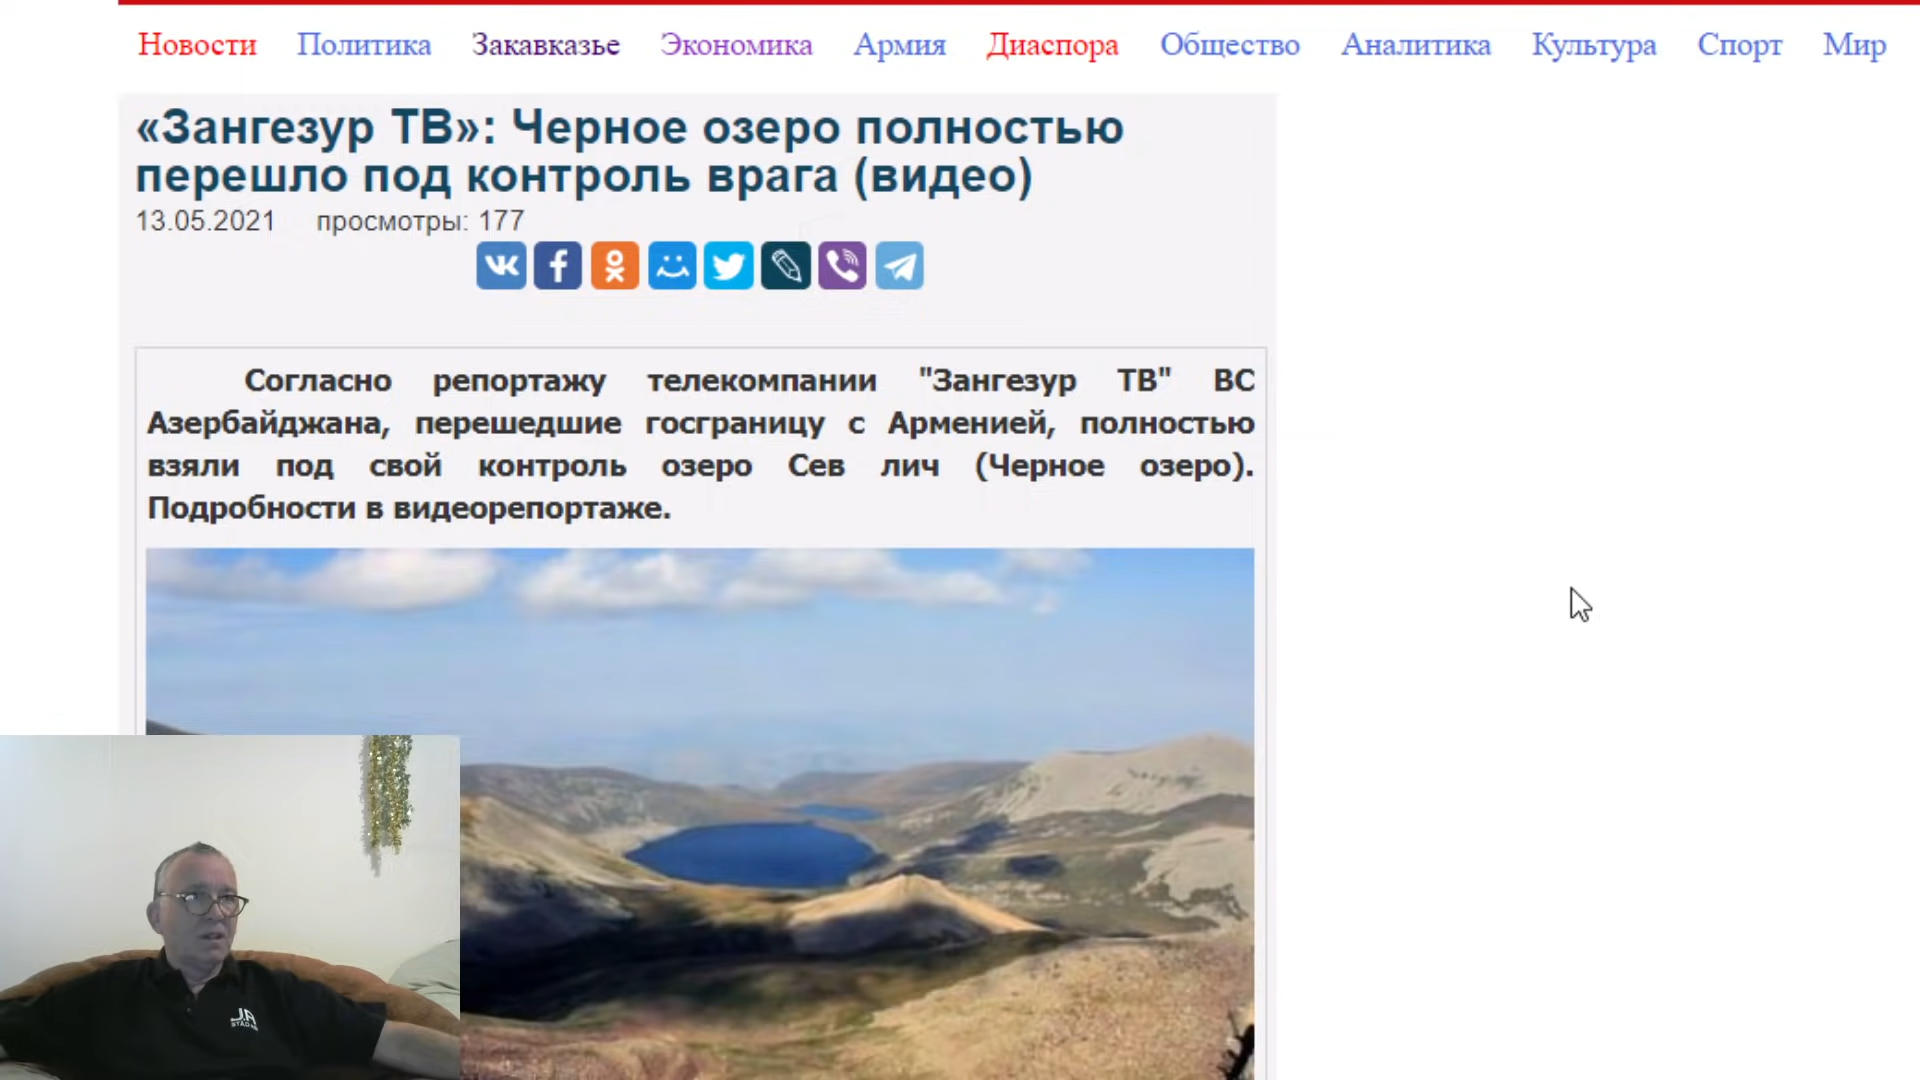 Новости Политика Закавказье Экономика Армия Диаспора Общество Аналитика Культура Спорт Мир
«Зангезур ТВ»: Черное озеро полностью
перешло под контроль врага (видео)
13.05.2021 просмотры: 177
Согласно репортажу телекомпании "Зангезур ТВ" ВС
Азербайджана, перешедшие госграницу с Арменией, полностью
взяли под свой контроль озеро Сев лич (Черное озеро).
Подробности в видеорепортаже.